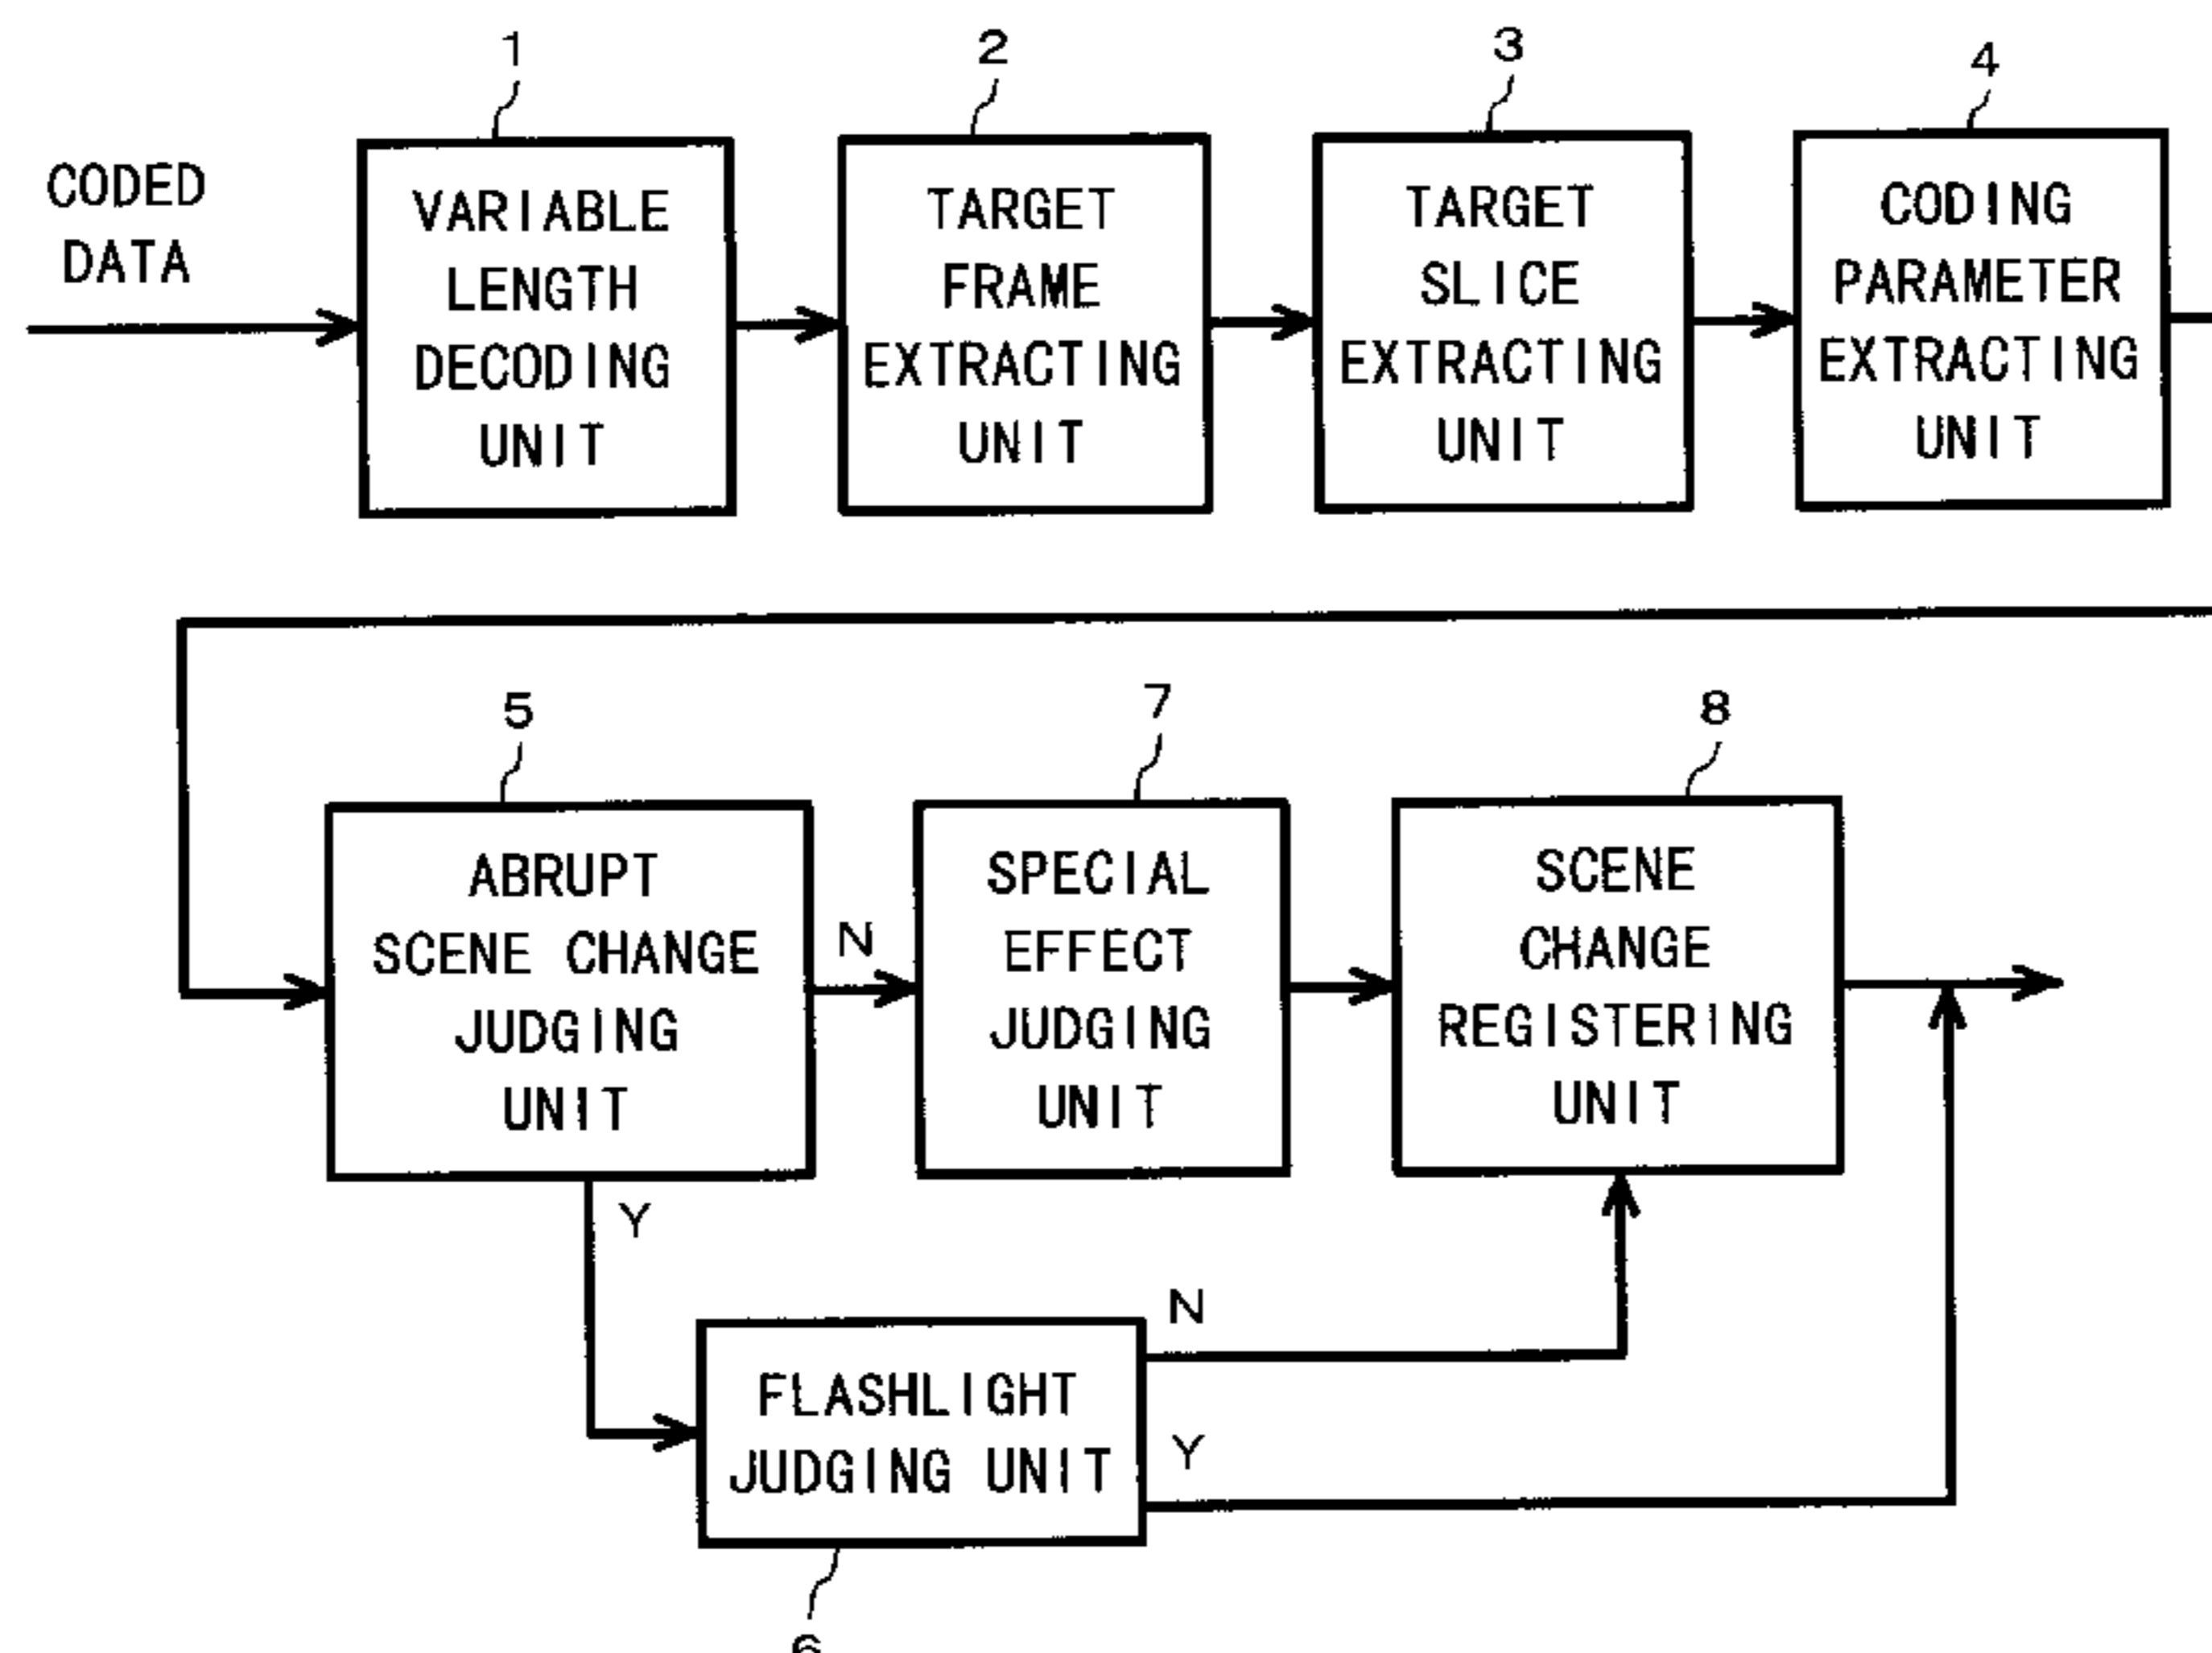 1
2
3
4
CODED
DATA
VARIABLE
LENGTH
DECODING
UNIT
TARGET
FRAME
EXTRACTING
UNIT
TARGET
SLICE
EXTRACTING
UNIT
CODING
PARAMETER
EXTRACTING
UNIT
5
7
8
ABRUPT
SCENE CHANGE
JUDGING
UNIT
N
SPECIAL
EFFECT
JUDGING
UNIT
SCENE
CHANGE
REGISTERING
UNIT
Y
N
FLASHLIGHT
JUDGING UNIT
Y
6